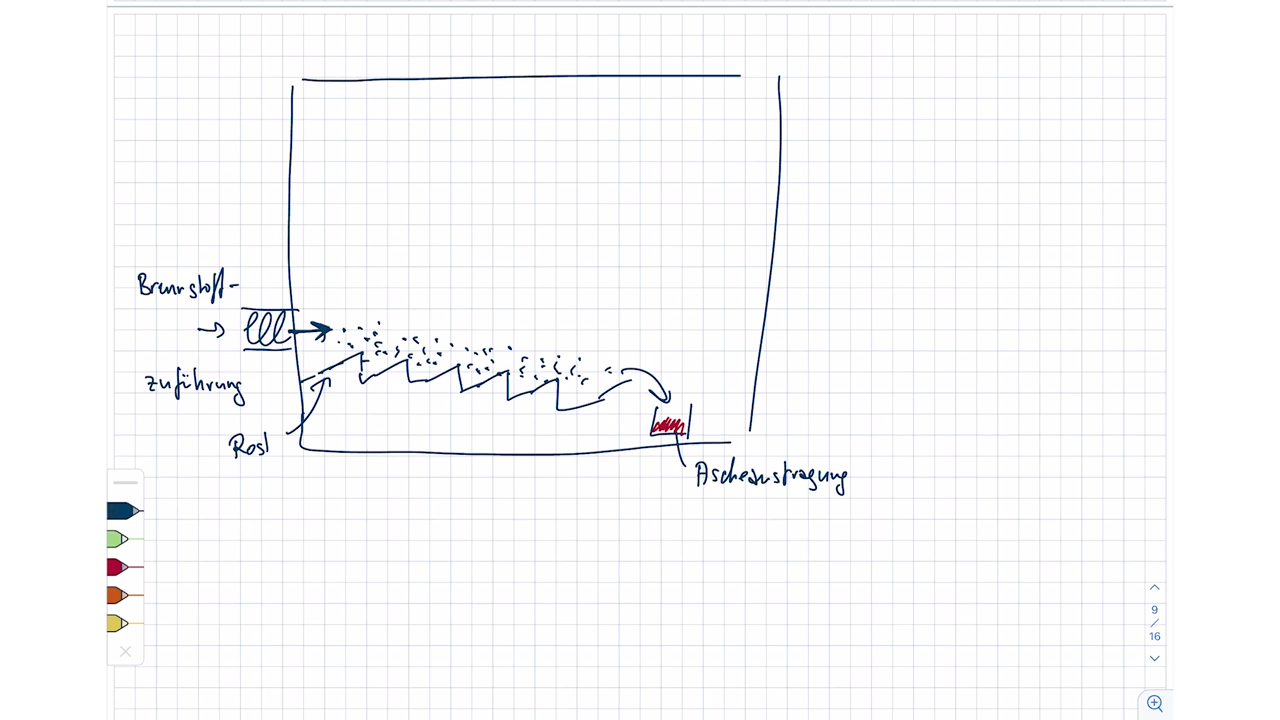 Brennstoff-
zuführung
Rost
Ascheaustragung
9
/
16